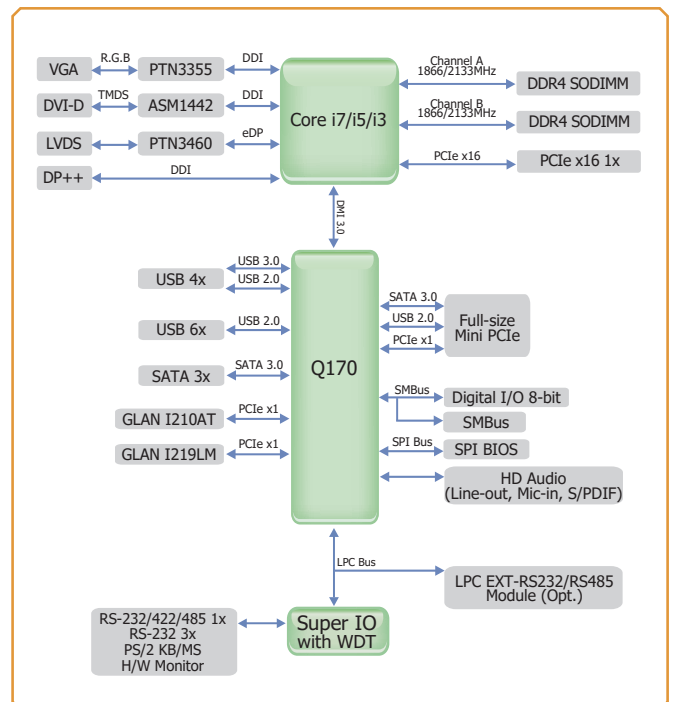 VGA
R.G.B
PTN3355
DDI
DVI-D
TMDS
ASM1442
DDI
LVDS
PTN3460
eDP
DP++
DDI
Core i7/i5/i3
Channel A
1866/2133MHz
DDR4 SODIMM
Channel B
1866/2133MHz
DDR4 SODIMM
PCIe x16
PCIe x16 1x
DMI 3.0
USB 4x
USB 3.0
USB 2.0
USB 6x
USB 2.0
SATA 3x
SATA 3.0
GLAN I210AT
PCIe x1
GLAN I219LM
PCIe x1
Q170
SATA 3.0
USB 2.0
PCIe x1
Full-size
Mini PCIe
SMBus
Digital I/O 8-bit
SMBus
SPI Bus
SPI BIOS
HD Audio
(Line-out, Mic-in, S/PDIF)
LPC Bus
LPC EXT-RS232/RS485
Module (Opt.)
RS-232/422/485 1x
RS-232 3x
PS/2 KB/MS
H/W Monitor
Super IO
with WDT